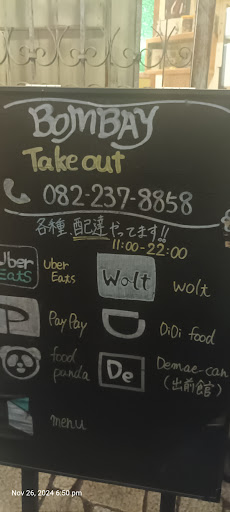 BOMBAY
Take out
082-237-8858
各種配達やってます!!
11:00-22:00
Uber Eats Uber Eats
Wolt Wolt
P PayPay
D DiDi food
food panda
De Demae-can
(出前館)
menu
Nov 26, 2024 6:50 pm